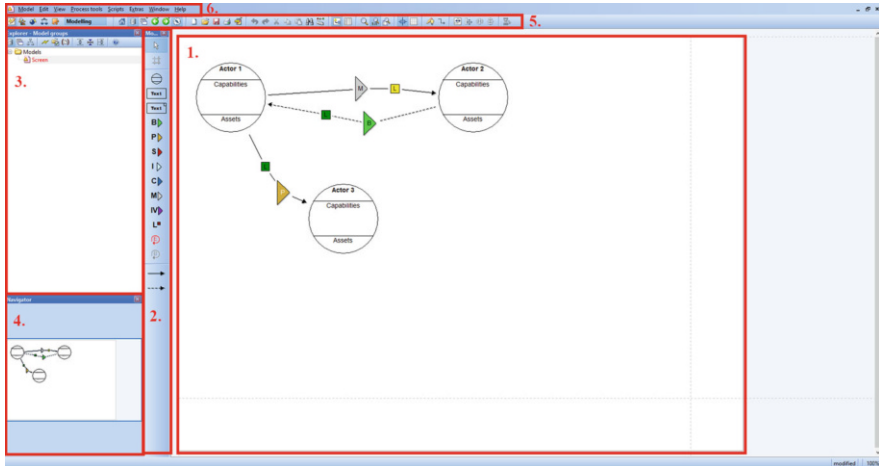 6.
Model Edit View Process tools Scripts Extras Window Help
Modelling
5.
Explorer - Model groups
Mo...
Models
Screen
3.
1.
Actor 1
Capabilities
Assets
M
L
Actor 2
Capabilities
Assets
L
B
L
P
Actor 3
Capabilities
Assets
Text
Text
B
P
S
I
C
M
IV
L
2.
Navigator
4.
modified
100%